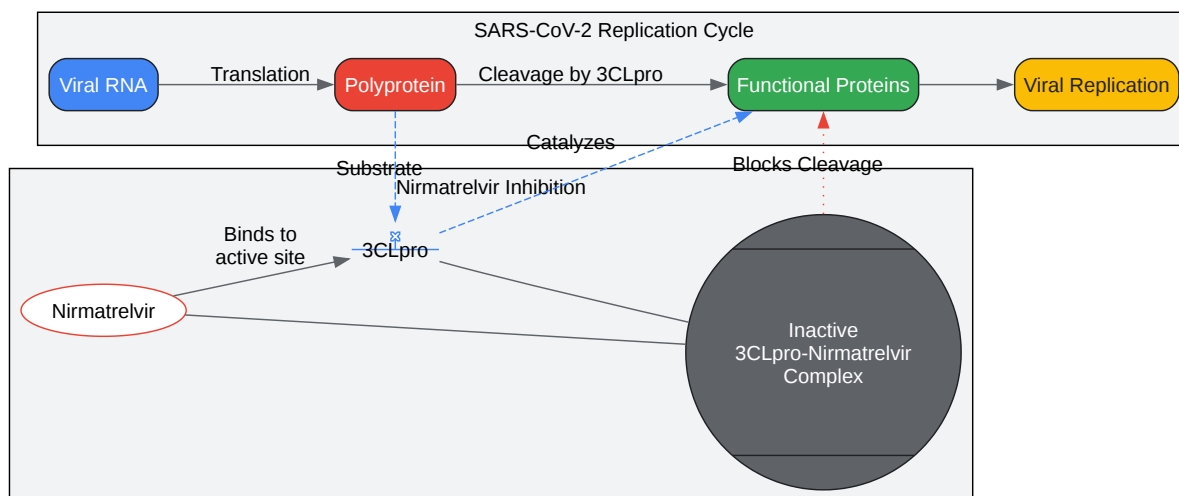 SARS-CoV-2 Replication Cycle
Viral RNA
Translation
Polyprotein
Cleavage by 3CLpro
Functional Proteins
Viral Replication
Catalyzes
Substrate
Blocks Cleavage
Nirmatrelvir Inhibition
Binds to
active site
3CLpro
Nirmatrelvir
Inactive
3CLpro-Nirmatrelvir
Complex